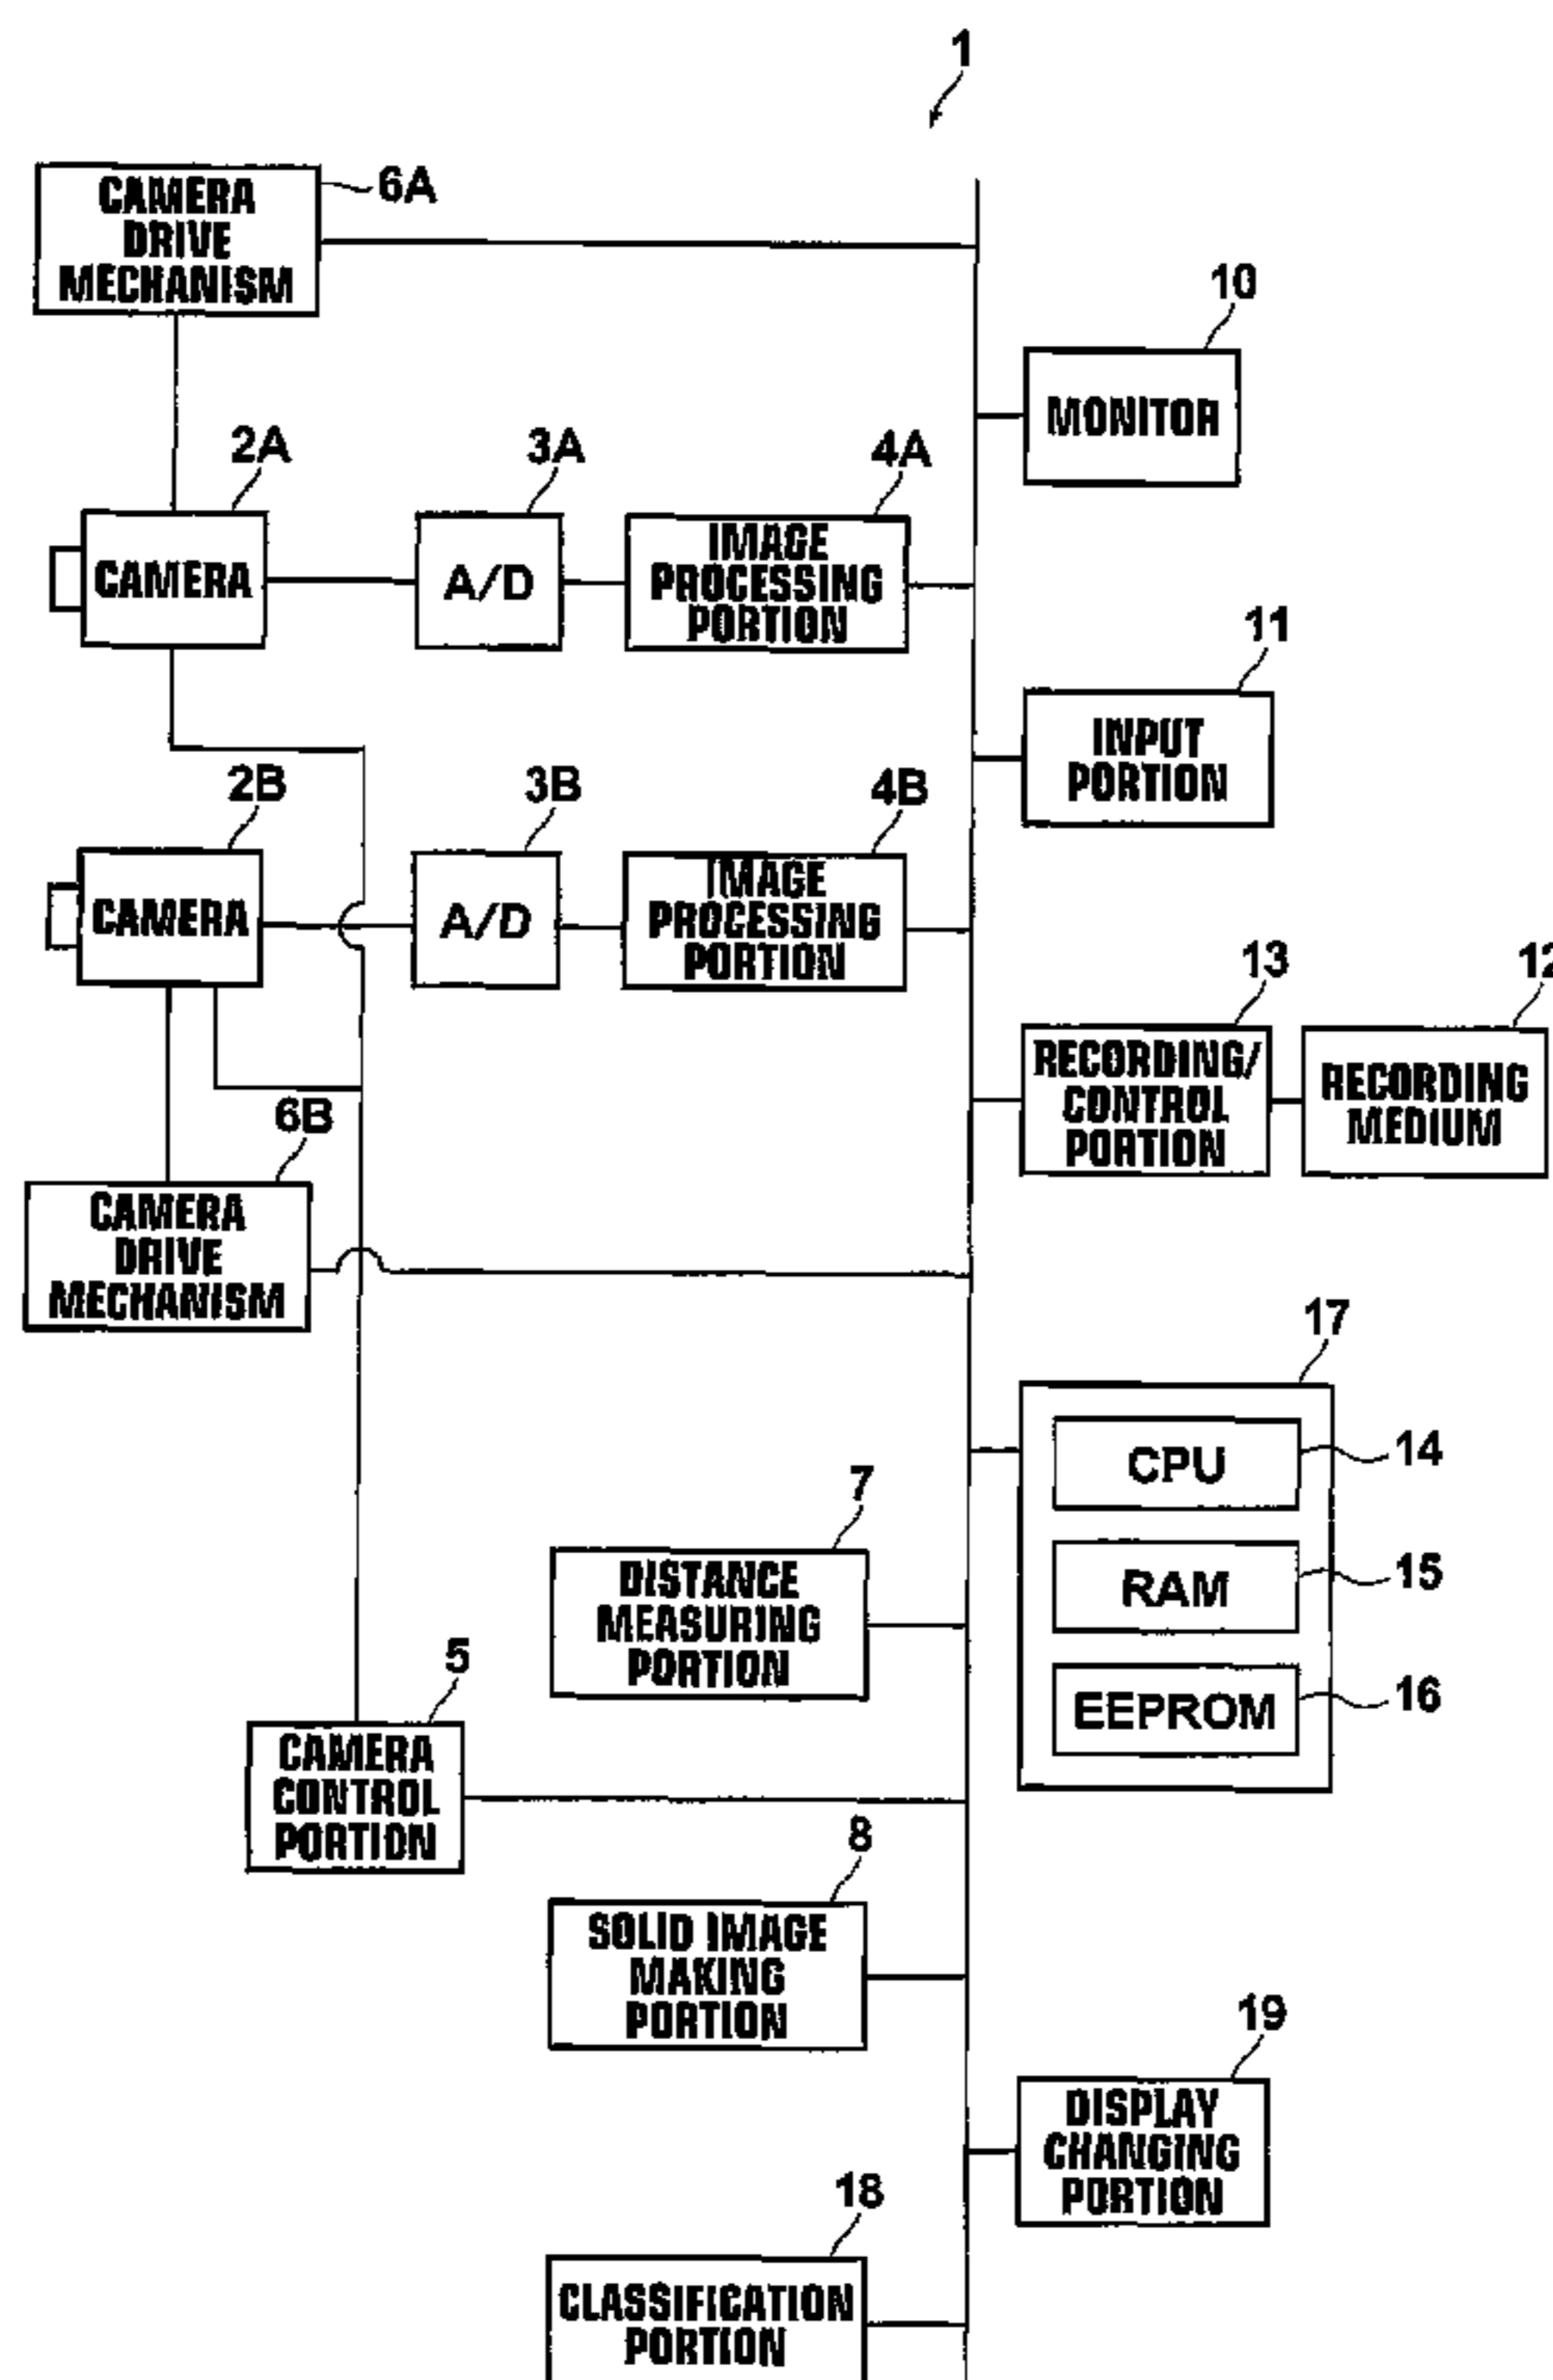 1
6A
CAMERA
DRIVE
MECHANISM
10
MONITOR
2A
3A
4A
CAMERA
A/D
IMAGE
PROCESSING
PORTION
11
INPUT
PORTION
2B
3B
4B
CAMERA
A/D
IMAGE
PROCESSING
PORTION
13
12
RECORDING/
CONTROL
PORTION
RECORDING
MEDIUM
6B
CAMERA
DRIVE
MECHANISM
17
CPU
14
RAM
15
EEPROM
16
7
DISTANCE
MEASURING
PORTION
5
CAMERA
CONTROL
PORTION
8
SOLID IMAGE
MAKING
PORTION
19
DISPLAY
CHANGING
PORTION
18
CLASSIFICATION
PORTION